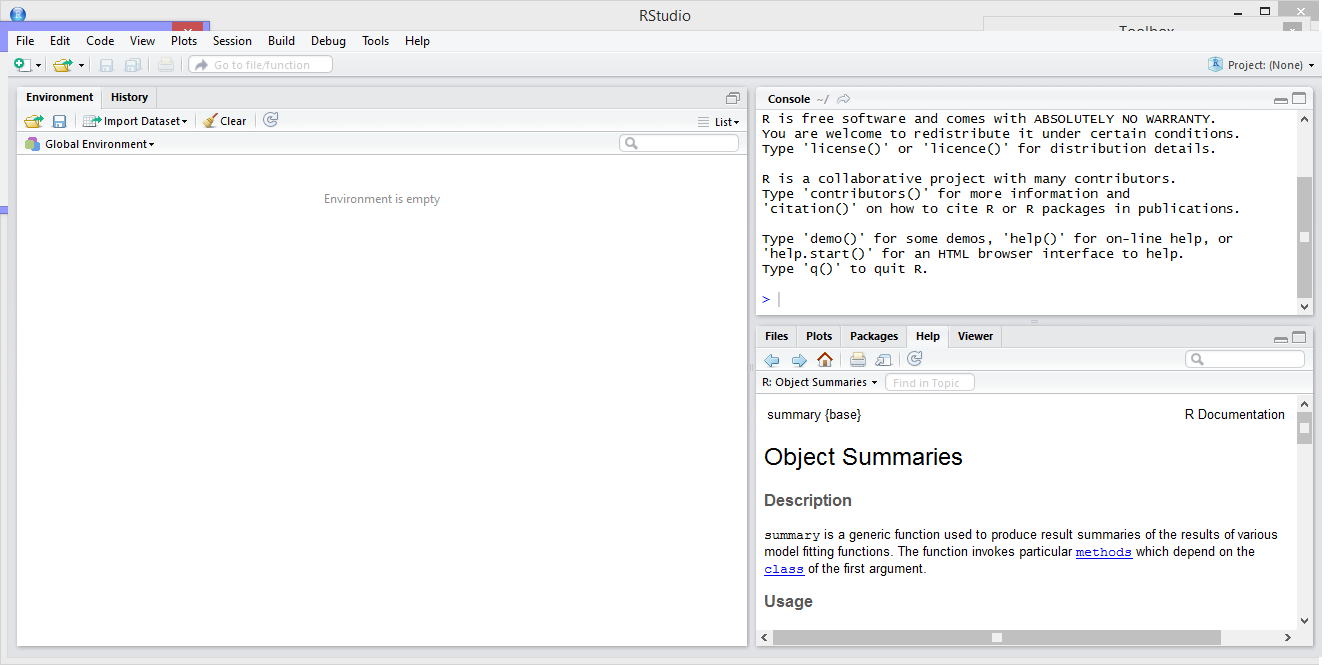 RStudio
Toolbox
File Edit Code View Plots Session Build Debug Tools Help
Go to file/function
Project: (None)
Environment History
Import Dataset Clear List
Global Environment
Environment is empty
Console ~/
R is free software and comes with ABSOLUTELY NO WARRANTY.
You are welcome to redistribute it under certain conditions.
Type 'license()' or 'licence()' for distribution details.
R is a collaborative project with many contributors.
Type 'contributors()' for more information and
'citation()' on how to cite R or R packages in publications.
Type 'demo()' for some demos, 'help()' for on-line help, or
'help.start()' for an HTML browser interface to help.
Type 'q()' to quit R.
>
Files Plots Packages Help Viewer
R: Object Summaries Find in Topic
summary {base} R Documentation
Object Summaries
Description
summary is a generic function used to produce result summaries of the results of various
model fitting functions. The function invokes particular methods which depend on the
class of the first argument.
Usage